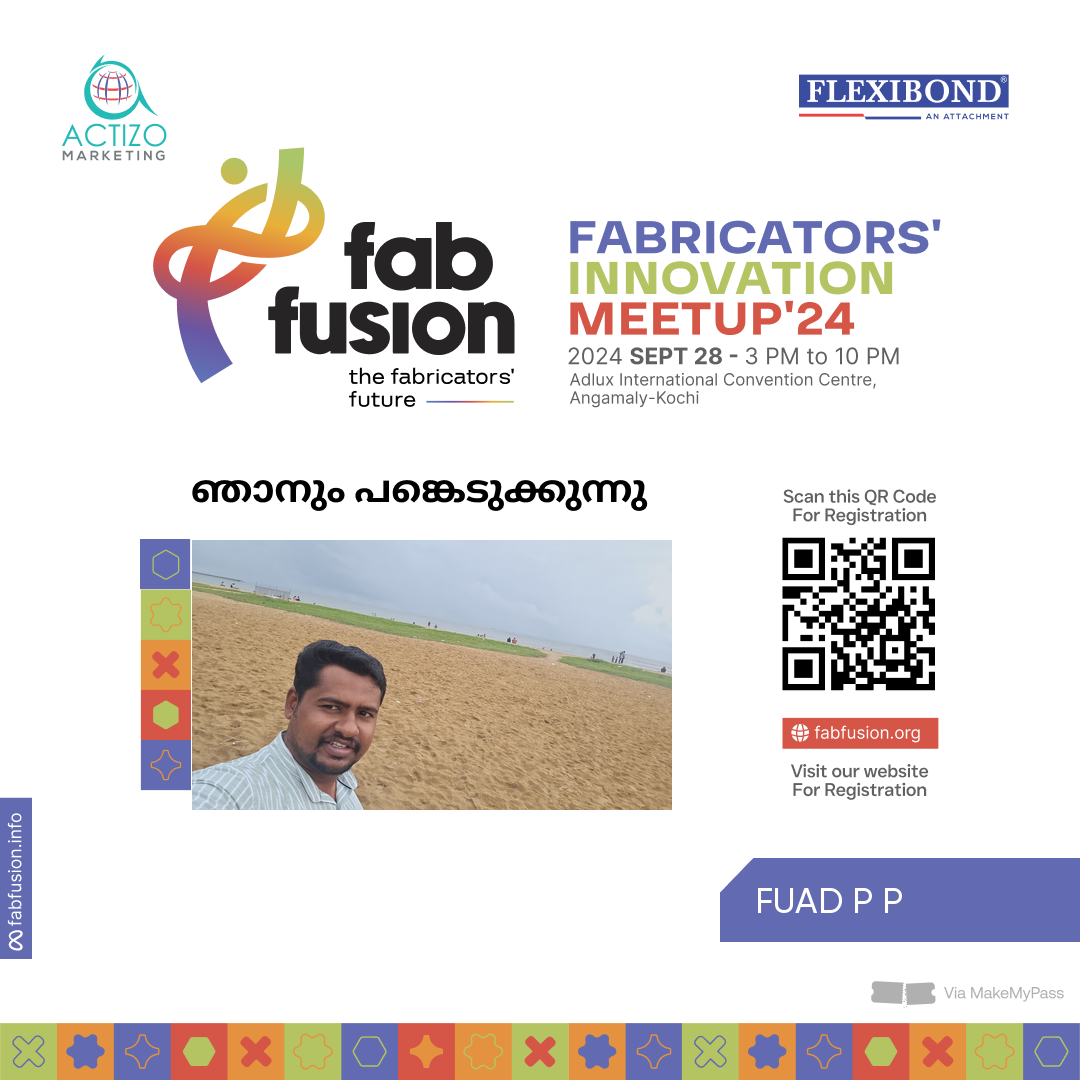 ACTIZO
MARKETING
FLEXIBOND®
AN ATTACHMENT
fab
fusion
the fabricators'
future
FABRICATORS'
INNOVATION
MEETUP'24
2024 SEPT 28 - 3 PM to 10 PM
Adlux International Convention Centre,
Angamaly-Kochi
ഞാനും പങ്കെടുക്കുന്നു
Scan this QR Code
For Registration
fabfusion.org
Visit our website
For Registration
fabfusion.info
FUAD P P
Via MakeMyPass